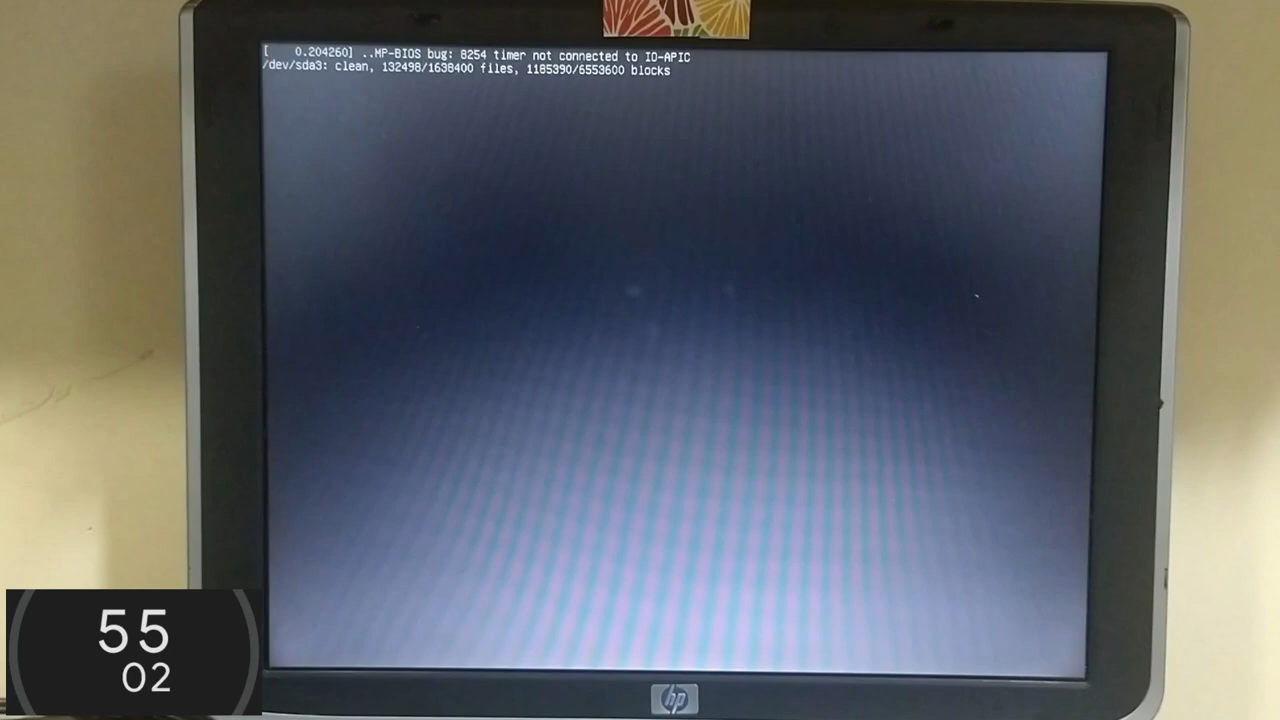 [    0.204260] ..MP-BIOS bug: 8254 timer not connected to IO-APIC
/dev/sda3: clean, 132498/1638400 files, 1185390/6553600 blocks
55
02
hp